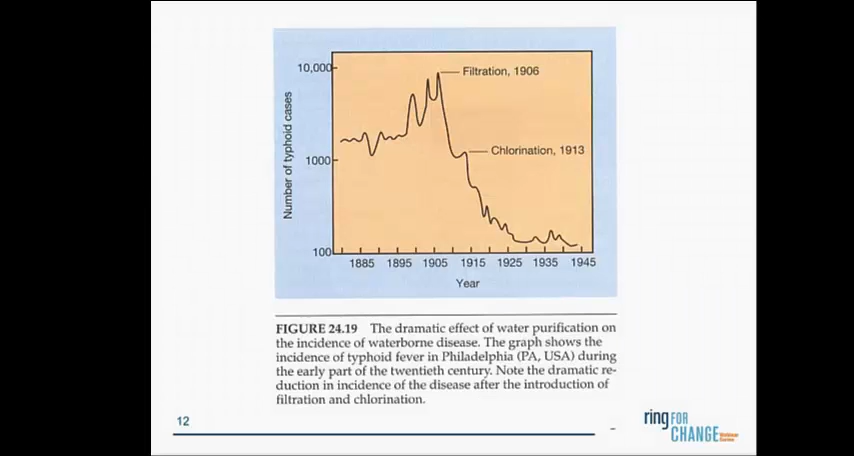 10,000
Filtration, 1906
Number of typhoid cases
1000
Chlorination, 1913
100
1885 1895 1905 1915 1925 1935 1945
Year
FIGURE 24.19 The dramatic effect of water purification on
the incidence of waterborne disease. The graph shows the
incidence of typhoid fever in Philadelphia (PA, USA) during
the early part of the twentieth century. Note the dramatic re-
duction in incidence of the disease after the introduction of
filtration and chlorination.
12
ring FOR
CHANGE